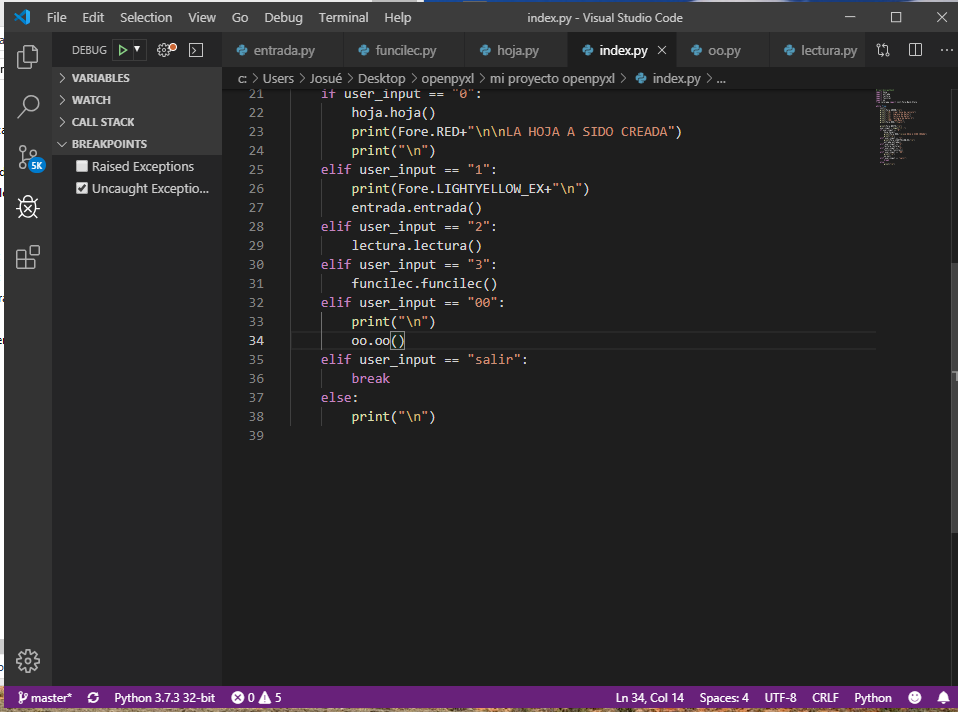 File Edit Selection View Go Debug Terminal Help index.py - Visual Studio Code
DEBUG entrada.py funcilec.py hoja.py index.py oo.py lectura.py
c: > Users > Josué > Desktop > openpyxl > mi proyecto openpyxl > index.py > ...
VARIABLES
WATCH
CALL STACK
BREAKPOINTS
Raised Exceptions
Uncaught Exceptio...
5K
21 if user_input == "0":
22 hoja.hoja()
23 print(Fore.RED+"\n\nLA HOJA A SIDO CREADA")
24 print("\n")
25 elif user_input == "1":
26 print(Fore.LIGHTYELLOW_EX+"\n")
27 entrada.entrada()
28 elif user_input == "2":
29 lectura.lectura()
30 elif user_input == "3":
31 funcilec.funcilec()
32 elif user_input == "00":
33 print("\n")
34 oo.oo()
35 elif user_input == "salir":
36 break
37 else:
38 print("\n")
39
master* Python 3.7.3 32-bit 0 5 Ln 34, Col 14 Spaces: 4 UTF-8 CRLF Python